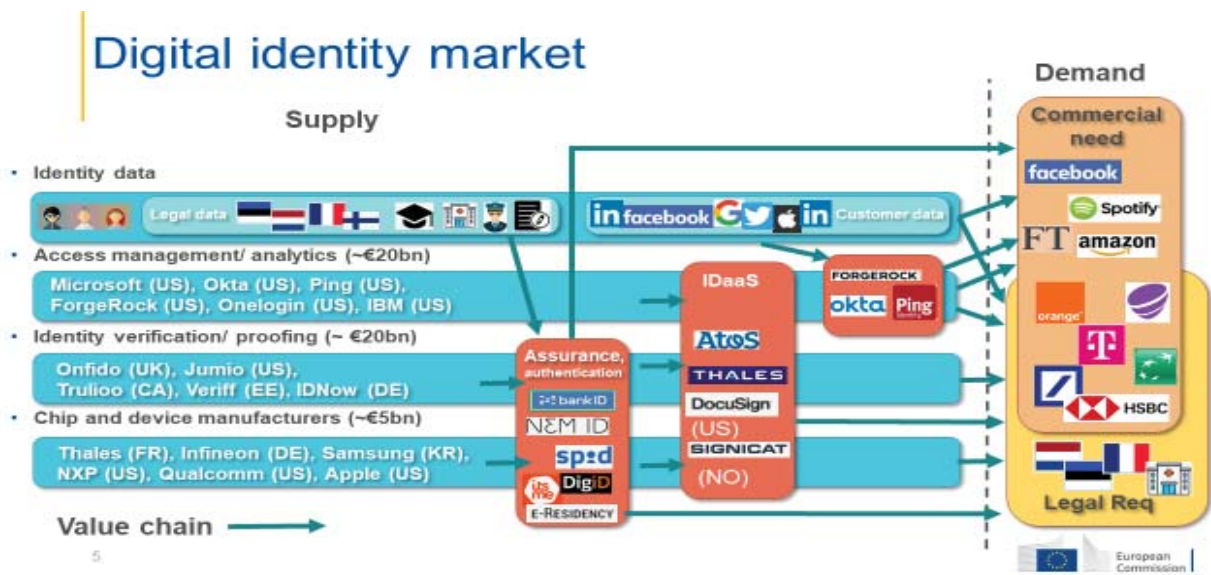 Digital identity market
Demand
Supply
Commercial
need
• Identity data
facebook
Legal data
in facebook G in Customer data
Spotify
FT amazon
• Access management/ analytics (~€20bn)
Microsoft (US), Okta (US), Ping (US),
ForgeRock (US), Onelogin (US), IBM (US)
IDaaS
FORGEROCK
okta Ping
orange
• Identity verification/ proofing (~ €20bn)
Assurance,
authentication
Atos
T
Onfido (UK), Jumio (US),
Trulioo (CA), Veriff (EE), IDNow (DE)
THALES
bankID
DocuSign
(US)
HSBC
• Chip and device manufacturers (~€5bn)
NEM ID
SIGNICAT
(NO)
Thales (FR), Infineon (DE), Samsung (KR),
NXP (US), Qualcomm (US), Apple (US)
spid
its
me
DigiD
e-Residency
Legal Req
Value chain
5
European
Commission